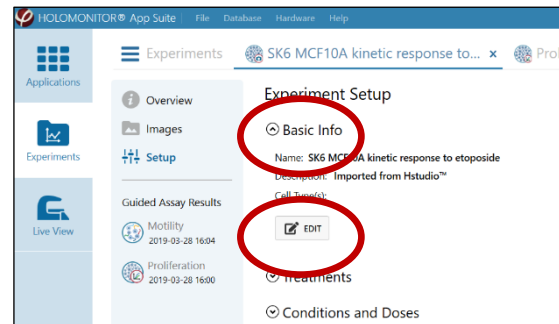 HOLOMONITOR® App Suite File Database Hardware Help
Applications
Experiments
Live View
Experiments
SK6 MCF10A kinetic response to... ×
Prol
Overview
Images
Setup
Guided Assay Results
Motility
2019-03-28 16:04
Proliferation
2019-03-28 16:00
Experiment Setup
Basic Info
Name: SK6 MCF10A kinetic response to etoposide
Description: Imported from Hstudio™
Cell Type(s):
EDIT
Treatments
Conditions and Doses